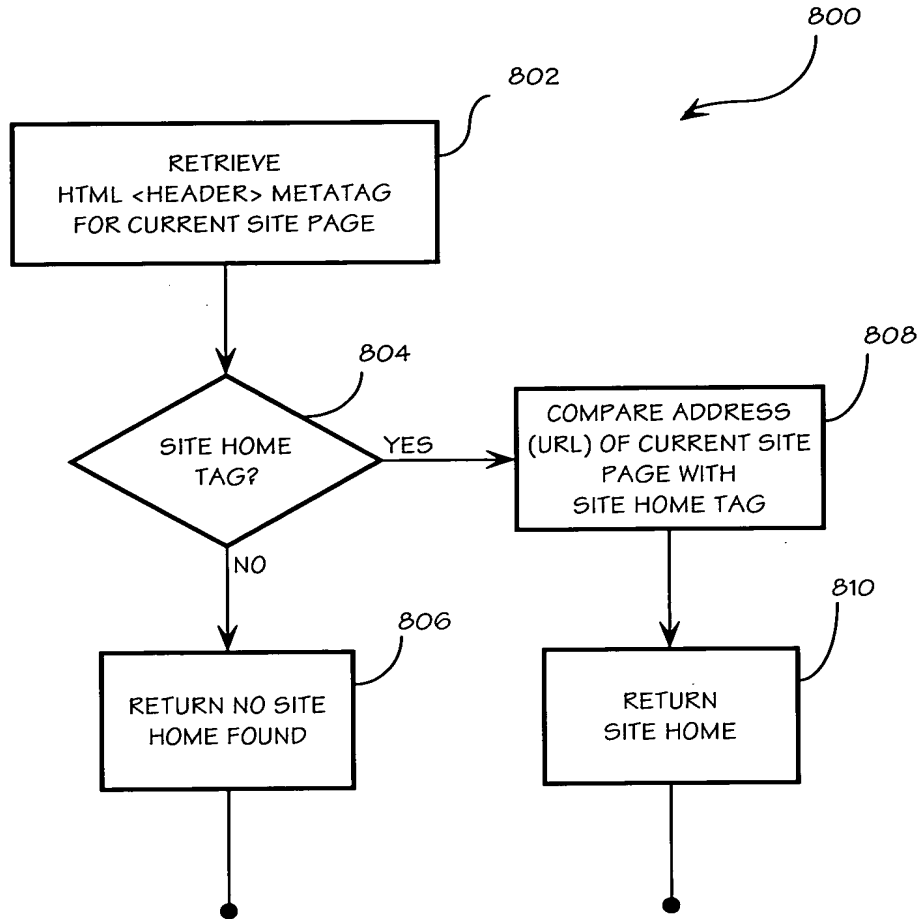 800
802
RETRIEVE
HTML <HEADER> METATAG
FOR CURRENT SITE PAGE
804
SITE HOME
TAG?
YES
808
COMPARE ADDRESS
(URL) OF CURRENT SITE
PAGE WITH
SITE HOME TAG
NO
806
RETURN NO SITE
HOME FOUND
810
RETURN
SITE HOME